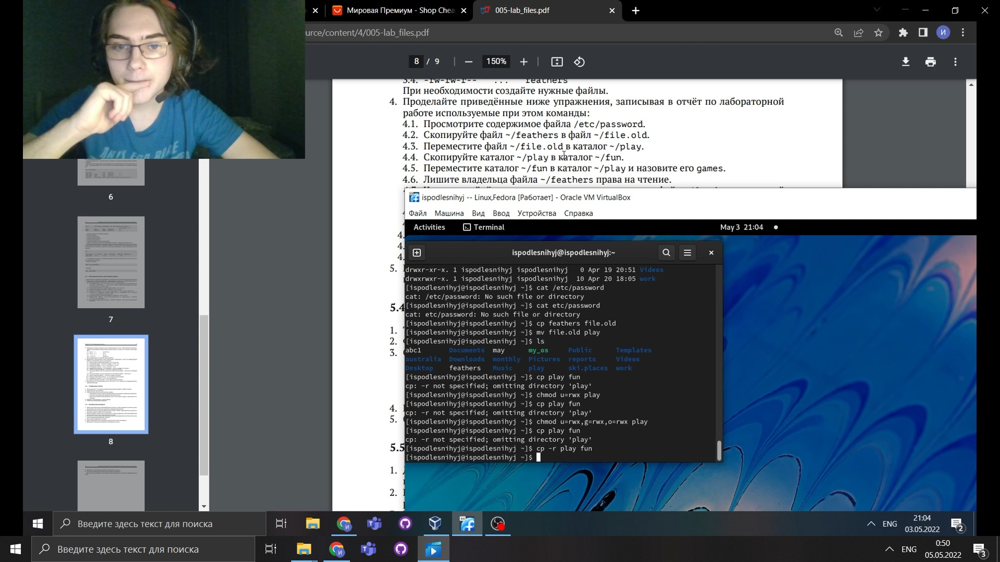 Мировая Премиум - Shop Chea
005-lab_files.pdf
urce/content/4/005-lab_files.pdf
И
8 / 9
150%
3.4. -rw-rw-r-- ... feathers
При необходимости создайте нужные файлы.
4. Проделайте приведённые ниже упражнения, записывая в отчёт по лабораторной
работе используемые при этом команды:
4.1. Просмотрите содержимое файла /etc/password.
4.2. Скопируйте файл ~/feathers в файл ~/file.old.
4.3. Переместите файл ~/file.old в каталог ~/play.
4.4. Скопируйте каталог ~/play в каталог ~/fun.
4.5. Переместите каталог ~/fun в каталог ~/play и назовите его games.
4.6. Лишите владельца файла ~/feathers права на чтение.
6
7
8
4.
4.
4.
5.
5.4
1.
2.
3.
4.
5.
5.5
1.
2.
ispodlesnihyj -- Linux,Fedora [Работает] - Oracle VM VirtualBox
Файл Машина Вид Ввод Устройства Справка
Activities Terminal May 3 21:04
ispodlesnihyj@ispodlesnihyj:~
drwxr-xr-x. 1 ispodlesnihyj ispodlesnihyj 0 Apr 19 20:51 Videos
drwxrwxr-x. 1 ispodlesnihyj ispodlesnihyj 10 Apr 20 18:05 work
[ispodlesnihyj@ispodlesnihyj ~]$ cat /etc/password
cat: /etc/password: No such file or directory
[ispodlesnihyj@ispodlesnihyj ~]$ cat etc/password
cat: etc/password: No such file or directory
[ispodlesnihyj@ispodlesnihyj ~]$ cp feathers file.old
[ispodlesnihyj@ispodlesnihyj ~]$ mv file.old play
[ispodlesnihyj@ispodlesnihyj ~]$ ls
abc1 Documents may my_os Public Templates
australia Downloads monthly Pictures reports Videos
Desktop feathers Music play ski.places work
[ispodlesnihyj@ispodlesnihyj ~]$ cp play fun
cp: -r not specified; omitting directory 'play'
[ispodlesnihyj@ispodlesnihyj ~]$ chmod u=rwx play
[ispodlesnihyj@ispodlesnihyj ~]$ cp play fun
cp: -r not specified; omitting directory 'play'
[ispodlesnihyj@ispodlesnihyj ~]$ chmod u=rwx,g=rwx,o=rwx play
[ispodlesnihyj@ispodlesnihyj ~]$ cp play fun
cp: -r not specified; omitting directory 'play'
[ispodlesnihyj@ispodlesnihyj ~]$ cp -r play fun
[ispodlesnihyj@ispodlesnihyj ~]$
Введите здесь текст для поиска
ENG
21:04
03.05.2022
2
Введите здесь текст для поиска
ENG
0:50
05.05.2022
3